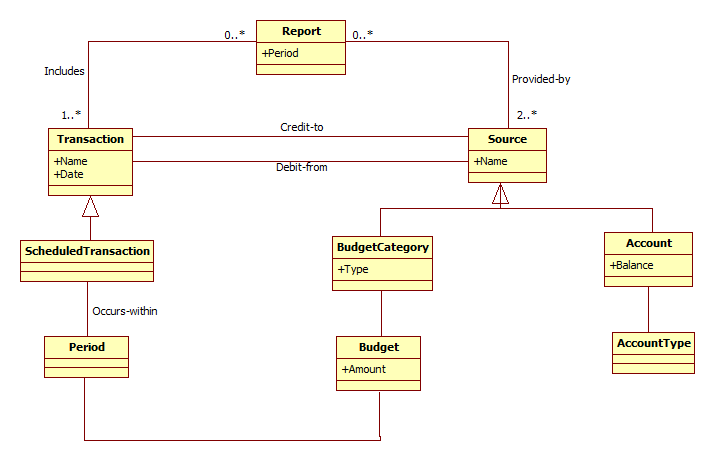 Report
0..*
0..*
+Period
Includes
Provided-by
1..*
2..*
Transaction
Credit-to
Source
+Name
+Date
Debit-from
+Name
ScheduledTransaction
BudgetCategory
+Type
Account
+Balance
Occurs-within
Period
Budget
+Amount
AccountType